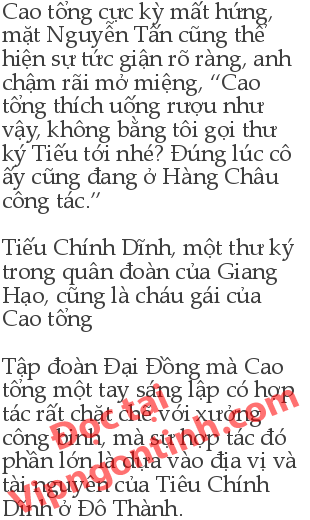 Cao tổng cực kỳ mất hứng,
mặt Nguyễn Tấn cũng thể
hiện sự tức giận rõ ràng, anh
chậm rãi mở miệng, “Cao
tổng thích uống rượu như
vậy, không bằng tôi gọi thư
ký Tiếu tới nhé? Đúng lúc cô
ấy cũng đang ở Hàng Châu
công tác.”
Tiếu Chính Dĩnh, một thư ký
trong quân đoàn của Giang
Hạo, cũng là cháu gái của
Cao tổng
Tập đoàn Đại Đồng mà Cao
tổng một tay sáng lập có hợp
tác rất chặt chẽ với xưởng
công binh, mà sự hợp tác đó
phần lớn là dựa vào địa vị và
tài nguyên của Tiêu Chính
Dĩnh ở Đô Thành.
Đọc tại
Vipngontinh.com